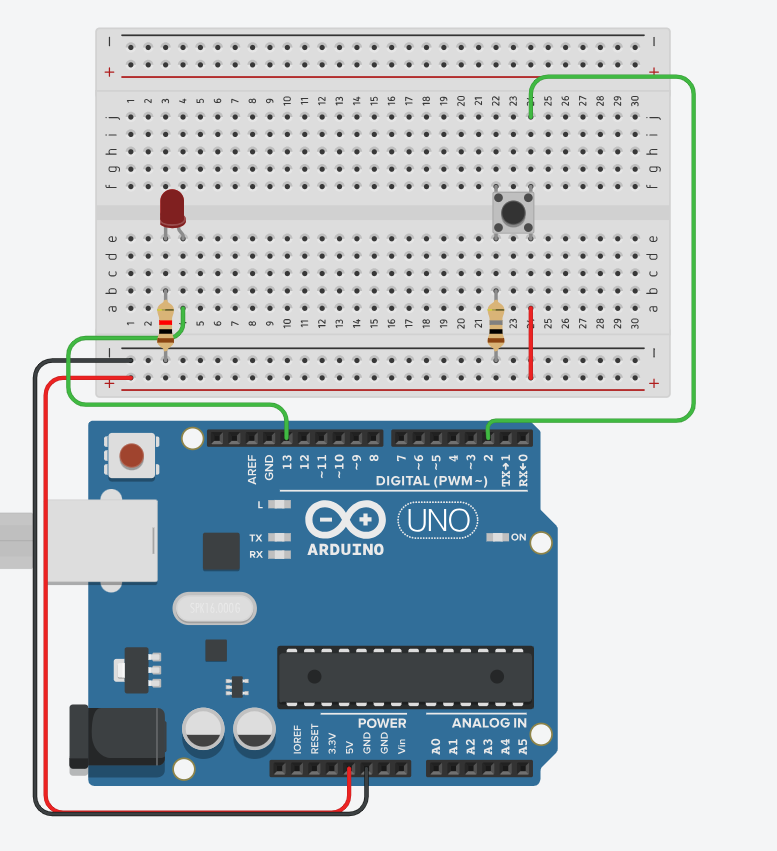 − −
+ +
1 2 3 4 5 6 7 8 9 10 11 12 13 14 15 16 17 18 19 20 21 22 23 24 25 26 27 28 29 30
j j
i i
h h
g g
f f
e e
d d
c c
b b
a a
1 2 3 4 5 6 7 8 9 10 11 12 13 14 15 16 17 18 19 20 21 22 23 24 25 26 27 28 29 30
− −
+ +
AREF GND 13 12 ~11 ~10 ~9 8 7 ~6 ~5 4 ~3 2 TX→1 RX←0
DIGITAL (PWM~)
L
TX
RX
ARDUINO
UNO
ON
POWER ANALOG IN
IOREF RESET 3.3V 5V GND GND Vin A0 A1 A2 A3 A4 A5